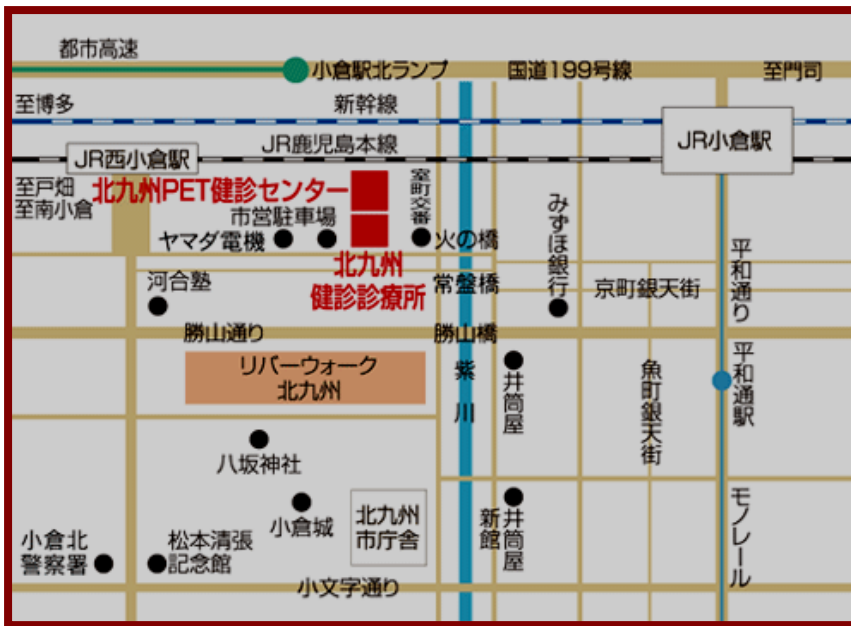 都市高速
小倉駅北ランプ
国道199号線
至門司
至博多
新幹線
JR鹿児島本線
JR小倉駅
JR西小倉駅
至戸畑
至南小倉
北九州PET健診センター
室町交番
市営駐車場
ヤマダ電機
火の橋
みずほ銀行
平和通り
北九州
健診診療所
河合塾
常盤橋
京町銀天街
勝山通り
勝山橋
リバーウォーク
北九州
紫川
井筒屋
魚町銀天街
平和通駅
八坂神社
小倉城
北九州
市庁舎
井筒屋
新館
モノレール
小倉北
警察署
松本清張
記念館
小文字通り